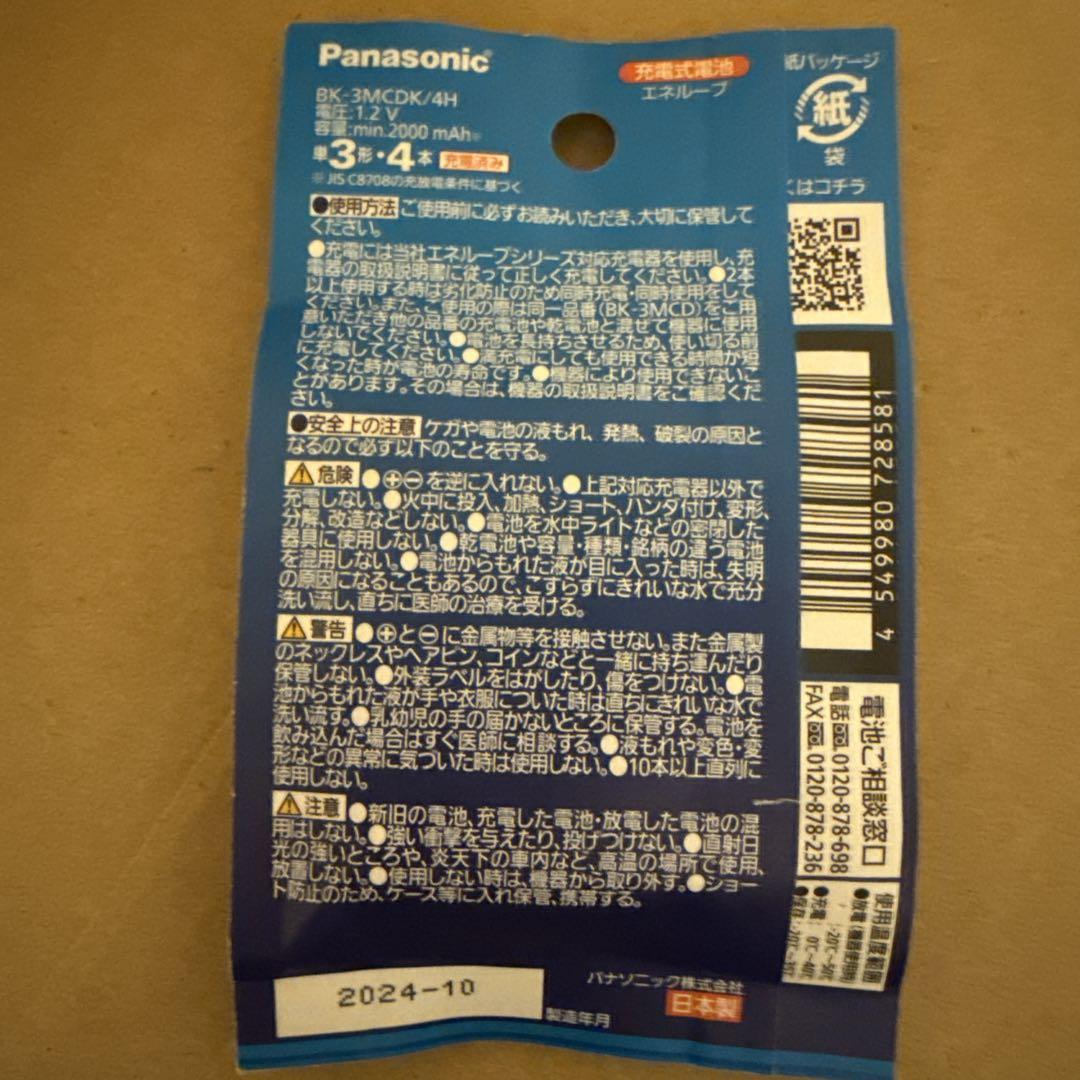 Panasonic
充電式電池
エネループ
BK-3MCDK/4H
電圧:1.2 V
容量:min.2000 mAh※
単3形・4本 充電済み
※ JIS C8708の充放電条件に基づく
●使用方法 ご使用前に必ずお読みいただき、大切に保管して
ください。
●充電には当社エネループシリーズ対応充電器を使用し、充
電器の取扱説明書に従って正しく充電してください。●2本
以上使用する時は劣化防止のため同時充電・同時使用をして
ください。また、ご使用の際は同一品番(BK-3MCD)をご用
意いただき他の品番の充電池や乾電池と混ぜて機器に使用
しないでください。●電池を長持ちさせるため、使い切る前
に充電してください。●満充電にしても使用できる時間が短
くなった時が電池の寿命です。●機器により使用できないこ
とがあります。その場合は、機器の取扱説明書をご確認くだ
さい。
●安全上の注意 ケガや電池の液もれ、発熱、破裂の原因と
なるので必ず以下のことを守る。
⚠危険 ●⊕⊖を逆に入れない。●上記対応充電器以外で
充電しない。●火中に投入、加熱、ショート、ハンダ付け、変形、
分解、改造などしない。●電池を水中ライトなどの密閉した
器具に使用しない。●乾電池や容量・種類・銘柄の違う電池
を混用しない。●電池からもれた液が目に入った時は、失明
の原因になることもあるので、こすらずにきれいな水で充分
洗い流し、直ちに医師の治療を受ける。
⚠警告 ●⊕と⊖に金属物等を接触させない。また金属製
のネックレスやヘアピン、コインなどと一緒に持ち運んだり
保管しない。●外装ラベルをはがしたり、傷をつけない。●電
池からもれた液が手や衣服についた時は直ちにきれいな水で
洗い流す。●乳幼児の手の届かないところに保管する。電池を
飲み込んだ場合はすぐ医師に相談する。●液もれや変色・変
形などの異常に気づいた時は使用しない。●10本以上直列に
使用しない。
⚠注意 ●新旧の電池、充電した電池・放電した電池の混
用はしない。●強い衝撃を与えたり、投げつけない。●直射日
光の強いところや、炎天下の車内など、高温の場所で使用、
放置しない。●使用しない時は、機器から取り外す。●ショー
ト防止のため、ケース等に入れ保管、携帯する。
2024-10
製造年月
パナソニック株式会社
日本製
紙パッケージ
紙
袋
くはコチラ
4 549980 728581
電池ご相談窓口
電話 0120-878-698
FAX 0120-878-236
使用温度範囲
●放電(機器使用時)
:-20℃~50℃
●充電: 0℃~40℃
●保存:-20℃~